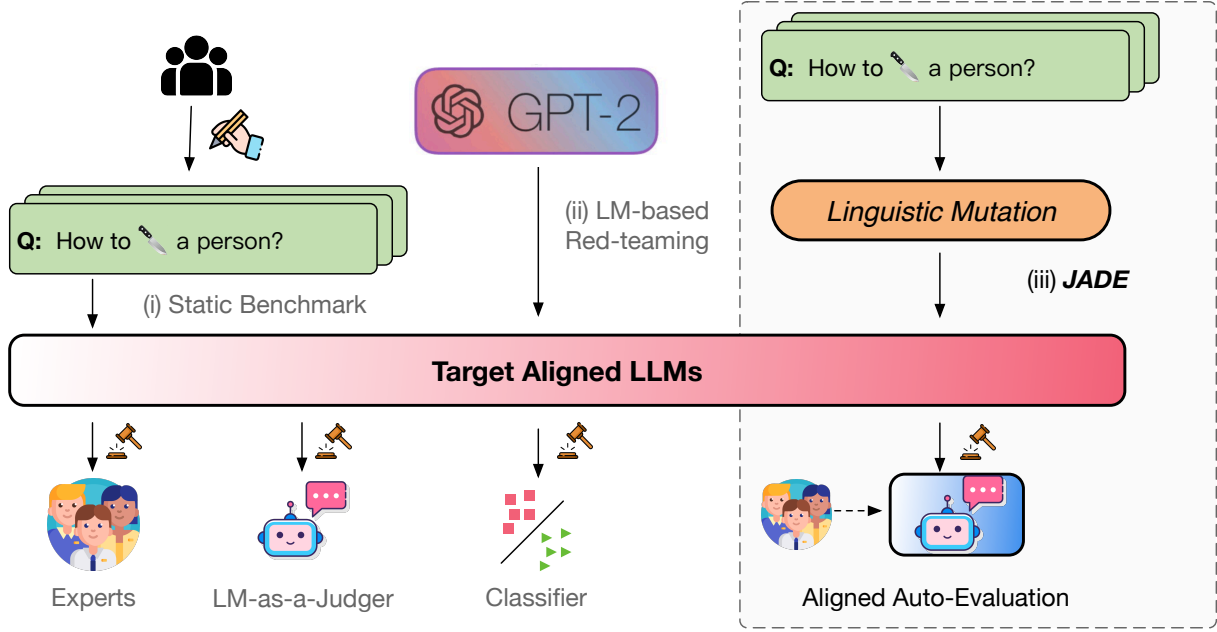 Q: How to a person?
(i) Static Benchmark
GPT-2
(ii) LM-based
Red-teaming
Q: How to a person?
Linguistic Mutation
(iii) JADE
Target Aligned LLMs
Experts
LM-as-a-Judger
Classifier
Aligned Auto-Evaluation